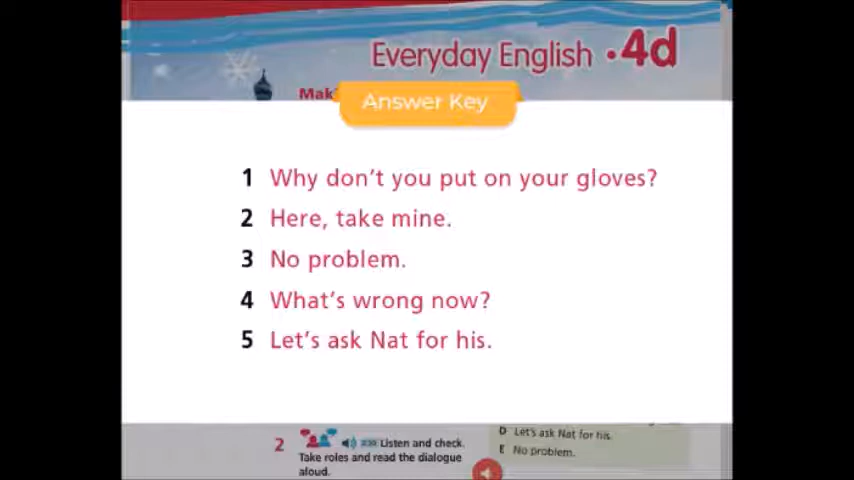 Everyday English • 4d
Mak
Answer Key
1 Why don't you put on your gloves?
2 Here, take mine.
3 No problem.
4 What's wrong now?
5 Let's ask Nat for his.
2 Listen and check.
Take roles and read the dialogue
aloud.
D Let's ask Nat for his.
E No problem.